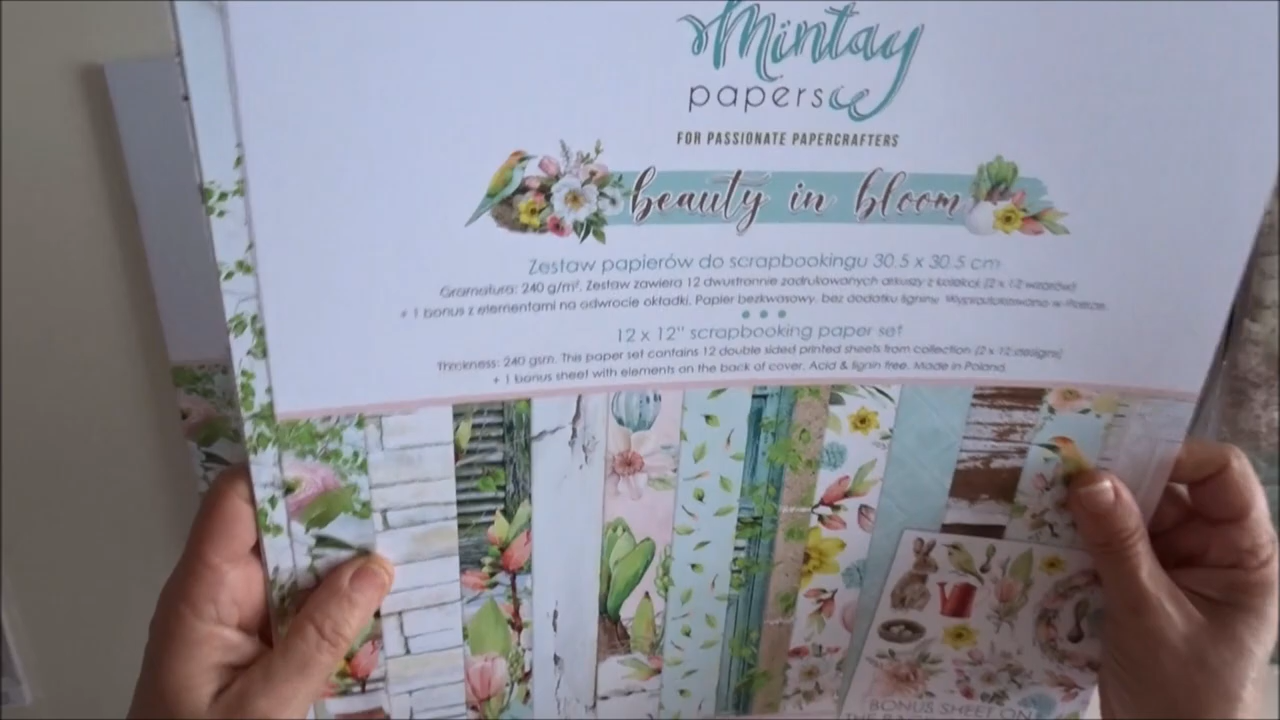 Mintay
papers
FOR PASSIONATE PAPERCRAFTERS
beauty in bloom
Zestaw papierów do scrapbookingu 30.5 x 30.5 cm
Gramatura: 240 g/m². Zestaw zawiera 12 dwustronnie zadrukowanych arkuszy z kolekcji (2 x 12 wzorów)
+ 1 bonus z elementami na odwrocie okładki. Papier bezkwasowy, bez dodatku ligniny. Wyprodukowano w Polsce.
12 x 12" scrapbooking paper set
Thickness: 240 gsm. This paper set contains 12 double sided printed sheets from collection (2 x 12 designs)
+ 1 bonus sheet with elements on the back of cover. Acid & lignin free. Made in Poland.
BONUS SHEET ON
THE